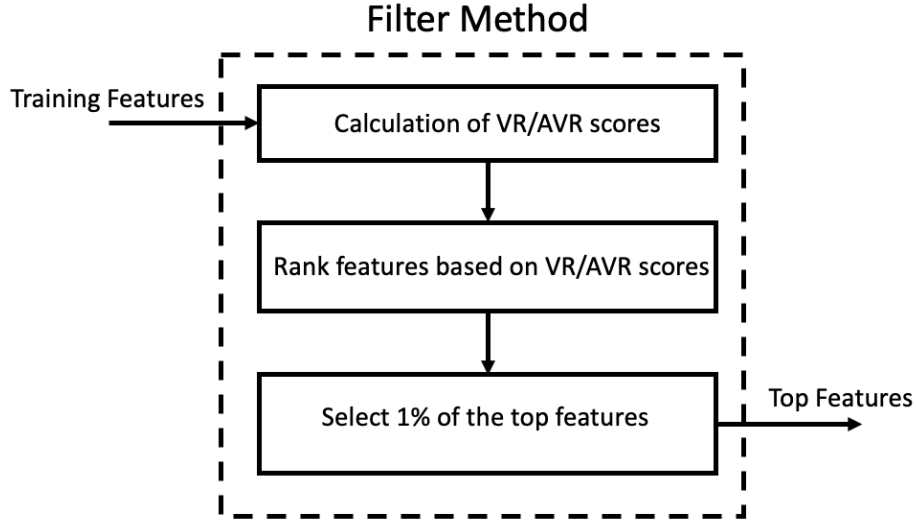 Filter Method
Training Features
Calculation of VR/AVR scores
Rank features based on VR/AVR scores
Select 1% of the top features
Top Features